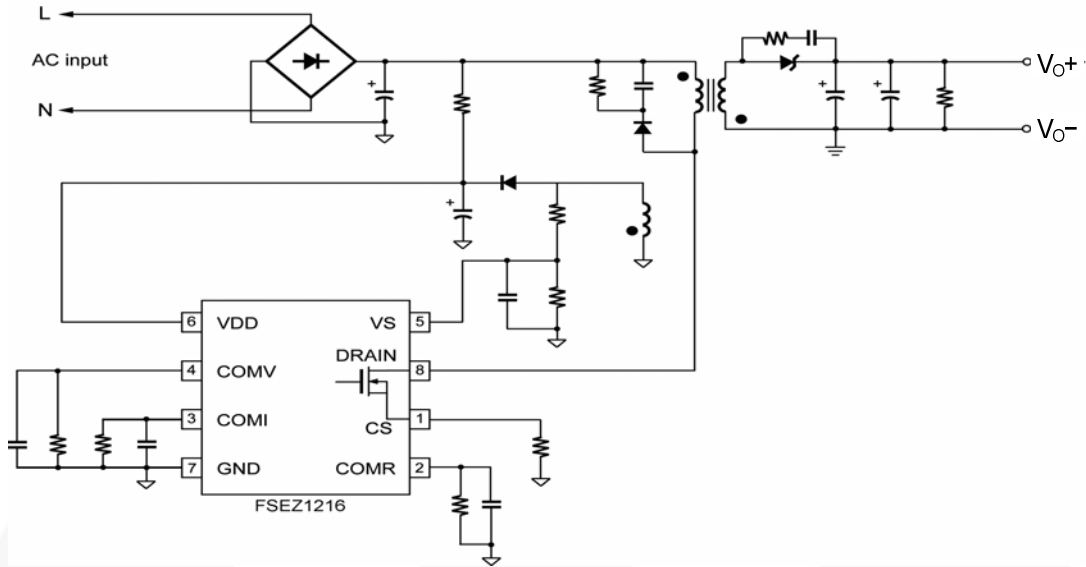 L
AC input
N
+
+
+
VO+
VO−
+
6 VDD
VS 5
4 COMV
DRAIN 8
3 COMI
CS 1
7 GND
COMR 2
FSEZ1216